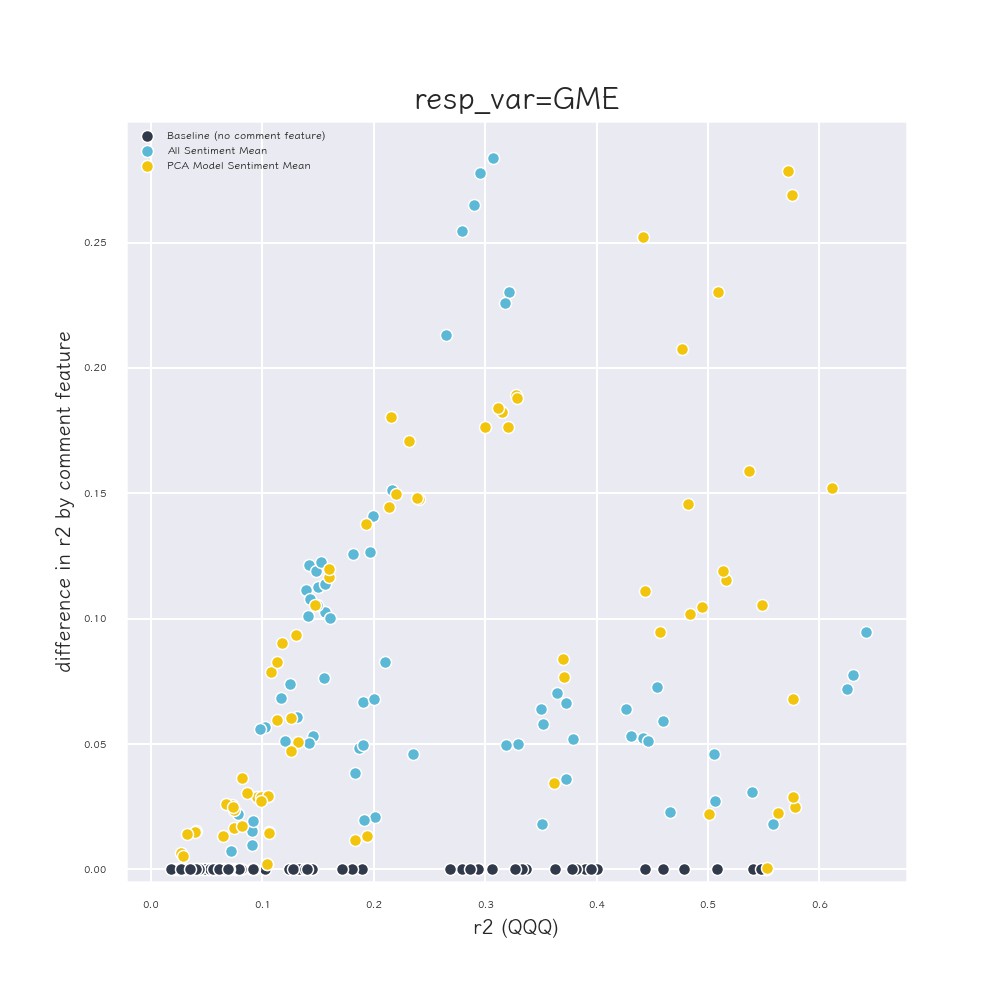 resp_var=GME
Baseline (no comment feature)
All Sentiment Mean
PCA Model Sentiment Mean
0.25
0.20
0.15
0.10
0.05
0.00
difference in r2 by comment feature
0.0 0.1 0.2 0.3 0.4 0.5 0.6
r2 (QQQ)